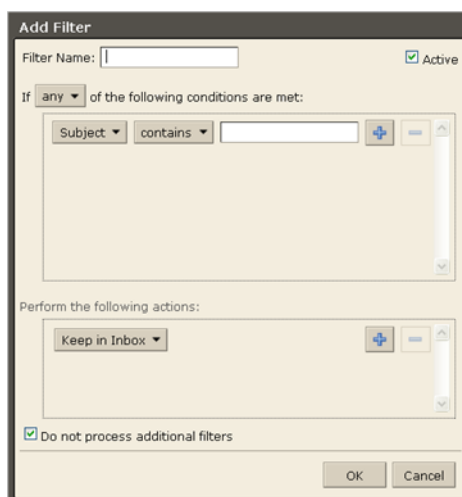 Add Filter
Filter Name: Active
If any of the following conditions are met:
Subject contains
Perform the following actions:
Keep in Inbox
Do not process additional filters
OK Cancel